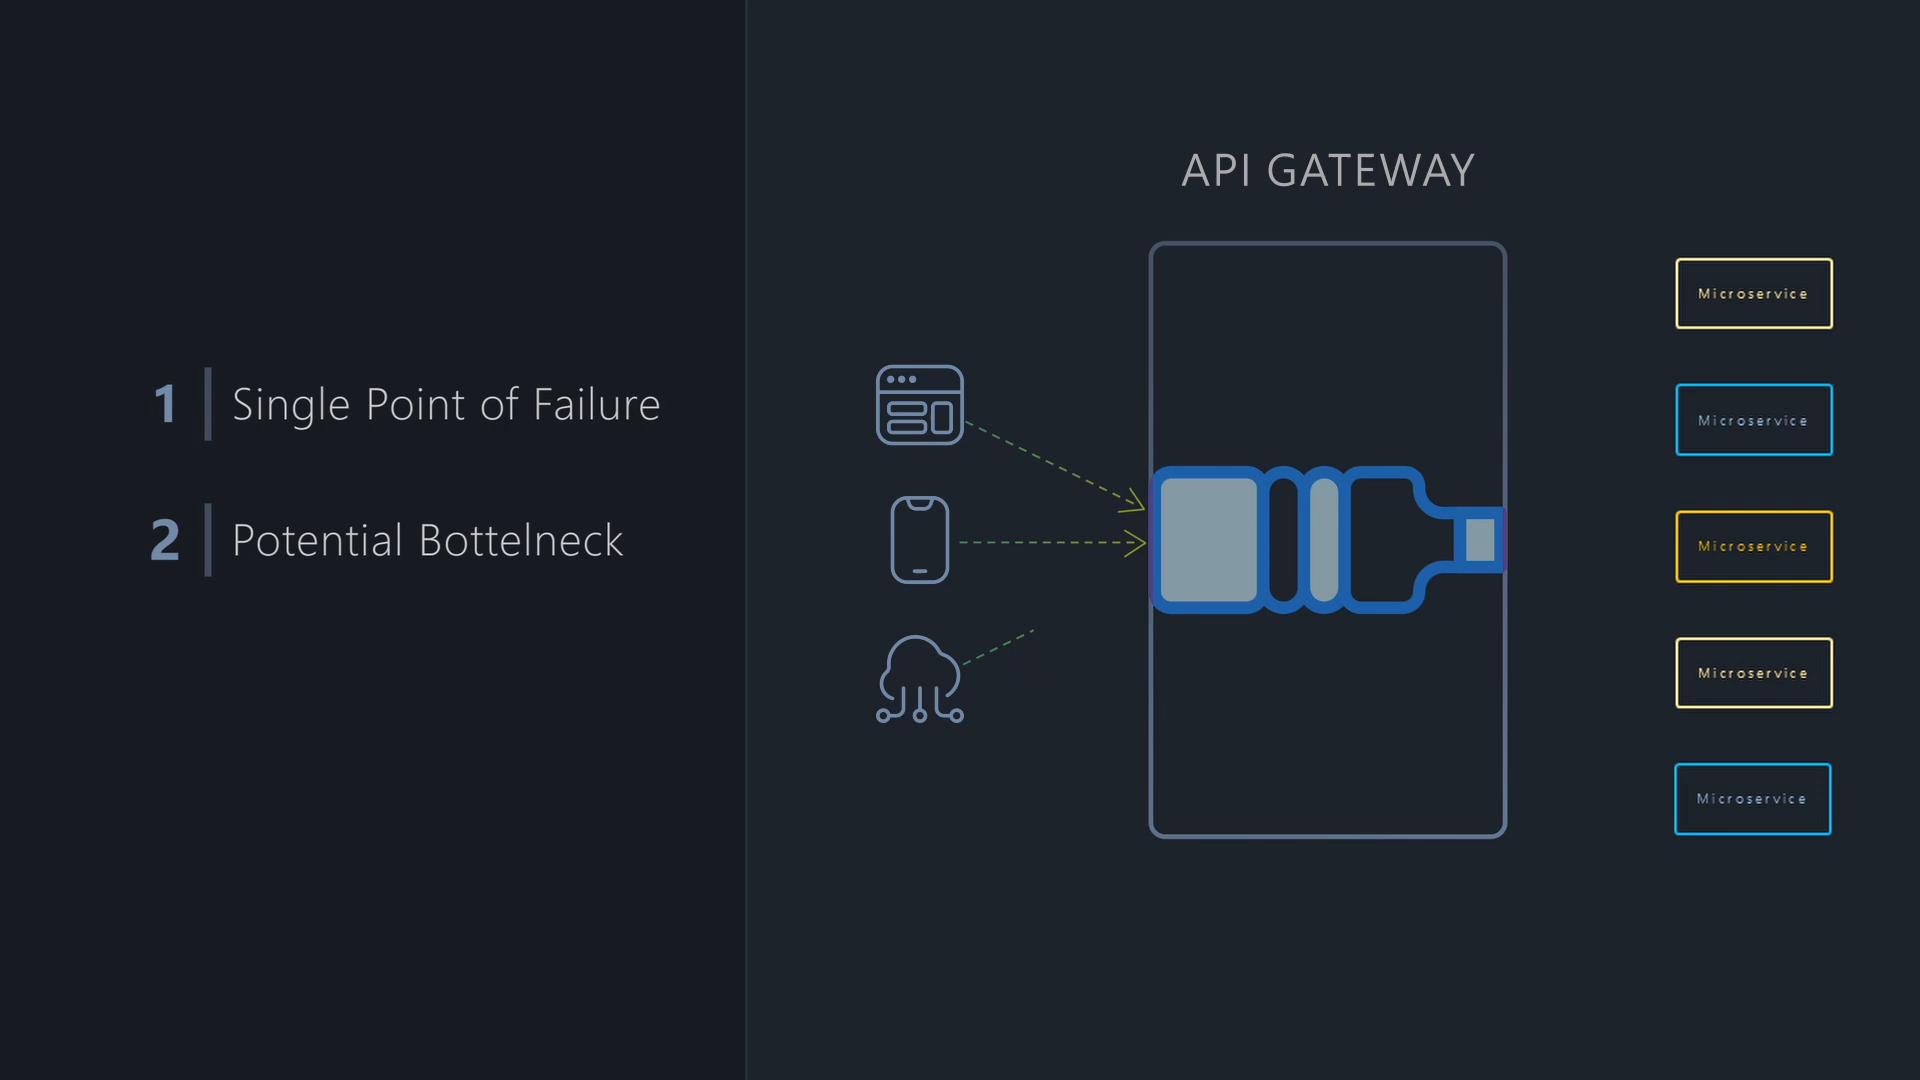 1 Single Point of Failure
2 Potential Bottelneck
API GATEWAY
Microservice
Microservice
Microservice
Microservice
Microservice